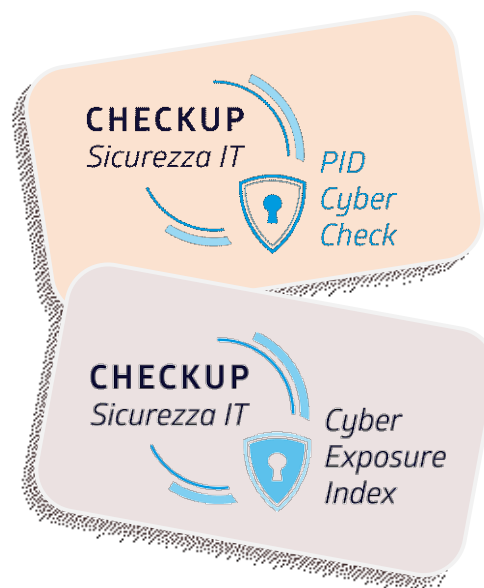 CHECKUP
Sicurezza IT
PID
Cyber
Check
CHECKUP
Sicurezza IT
Cyber
Exposure
Index